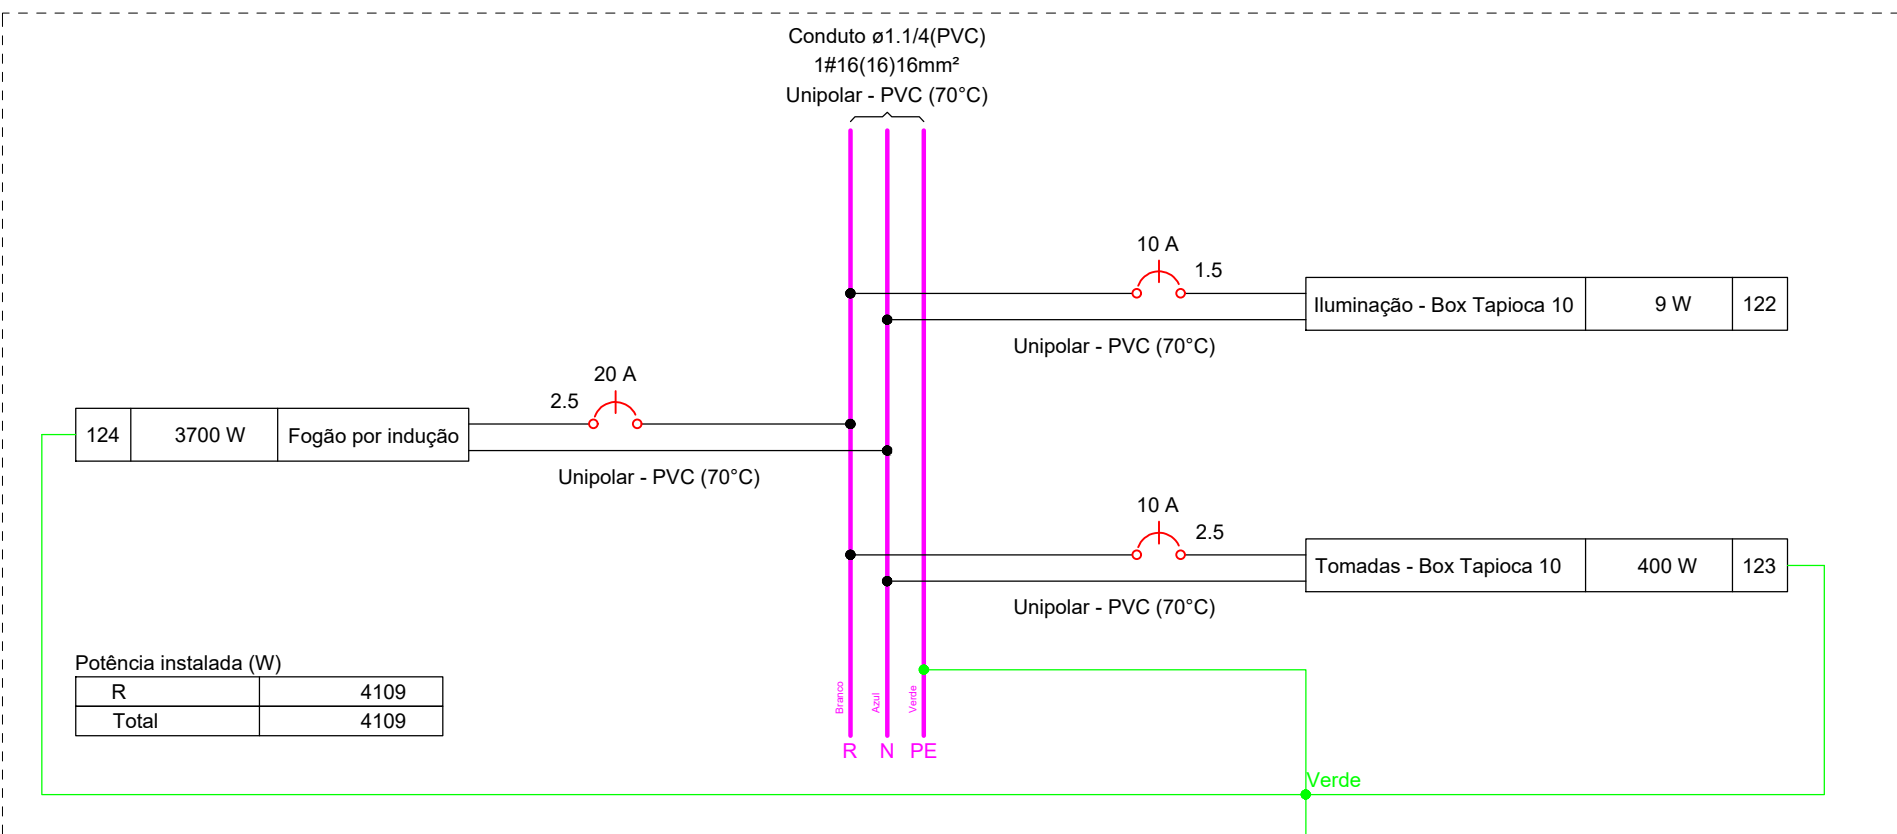 Conduto ø1.1/4(PVC)
1#16(16)16mm²
Unipolar - PVC (70°C)
10 A
1.5
Iluminação - Box Tapioca 10 9 W 122
Unipolar - PVC (70°C)
20 A
2.5
124 3700 W Fogão por indução
Unipolar - PVC (70°C)
10 A
2.5
Tomadas - Box Tapioca 10 400 W 123
Unipolar - PVC (70°C)
Potência instalada (W)
R 4109
Total 4109
Branco
Azul
Verde
R N PE
Verde